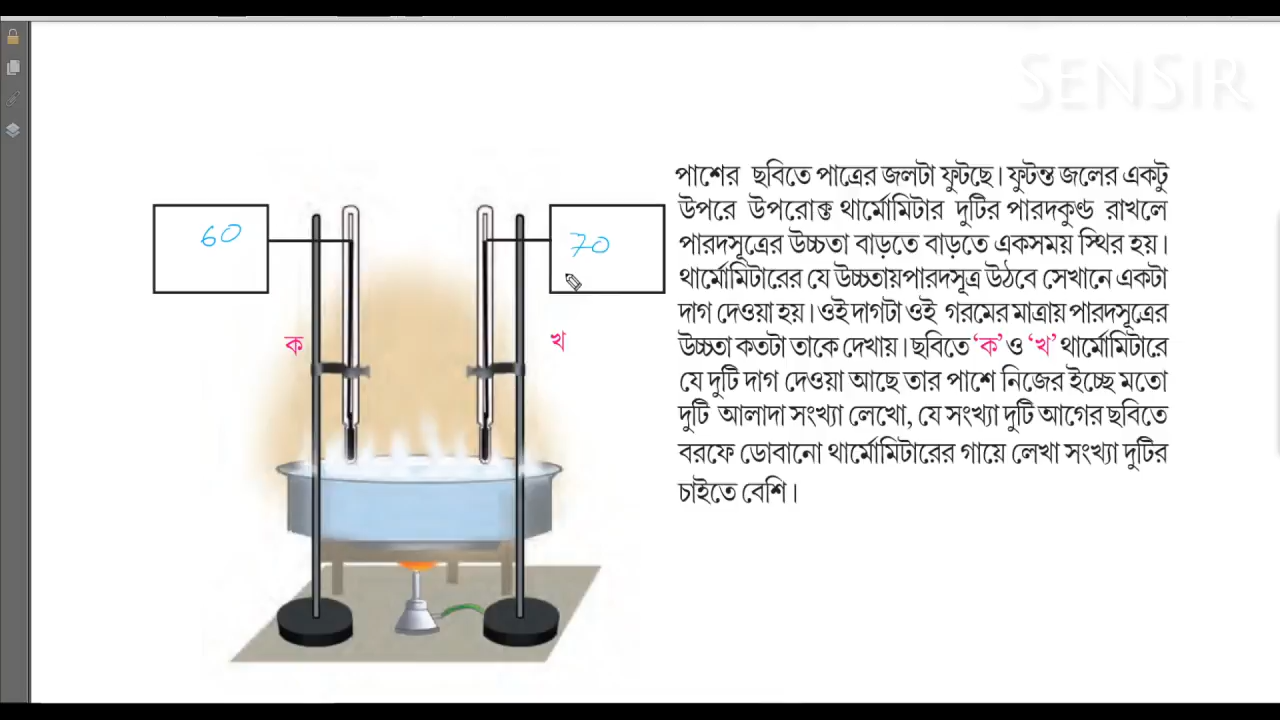 SENSIR
পাশের ছবিতে পাত্রের জলটা ফুটছে। ফুটন্ত জলের একটু
উপরে উপরোক্ত থার্মোমিটার দুটির পারদকুণ্ড রাখলে
পারদসূত্রের উচ্চতা বাড়তে বাড়তে একসময় স্থির হয়।
থার্মোমিটারের যে উচ্চতায়পারদসূত্র উঠবে সেখানে একটা
দাগ দেওয়া হয়। ওই দাগটা ওই গরমের মাত্রায় পারদসূত্রের
উচ্চতা কতটা তাকে দেখায়। ছবিতে ‘ক’ ও ‘খ’ থার্মোমিটারে
যে দুটি দাগ দেওয়া আছে তার পাশে নিজের ইচ্ছে মতো
দুটি আলাদা সংখ্যা লেখো, যে সংখ্যা দুটি আগের ছবিতে
বরফে ডোবানো থার্মোমিটারের গায়ে লেখা সংখ্যা দুটির
চাইতে বেশি।
60
70
ক
খ